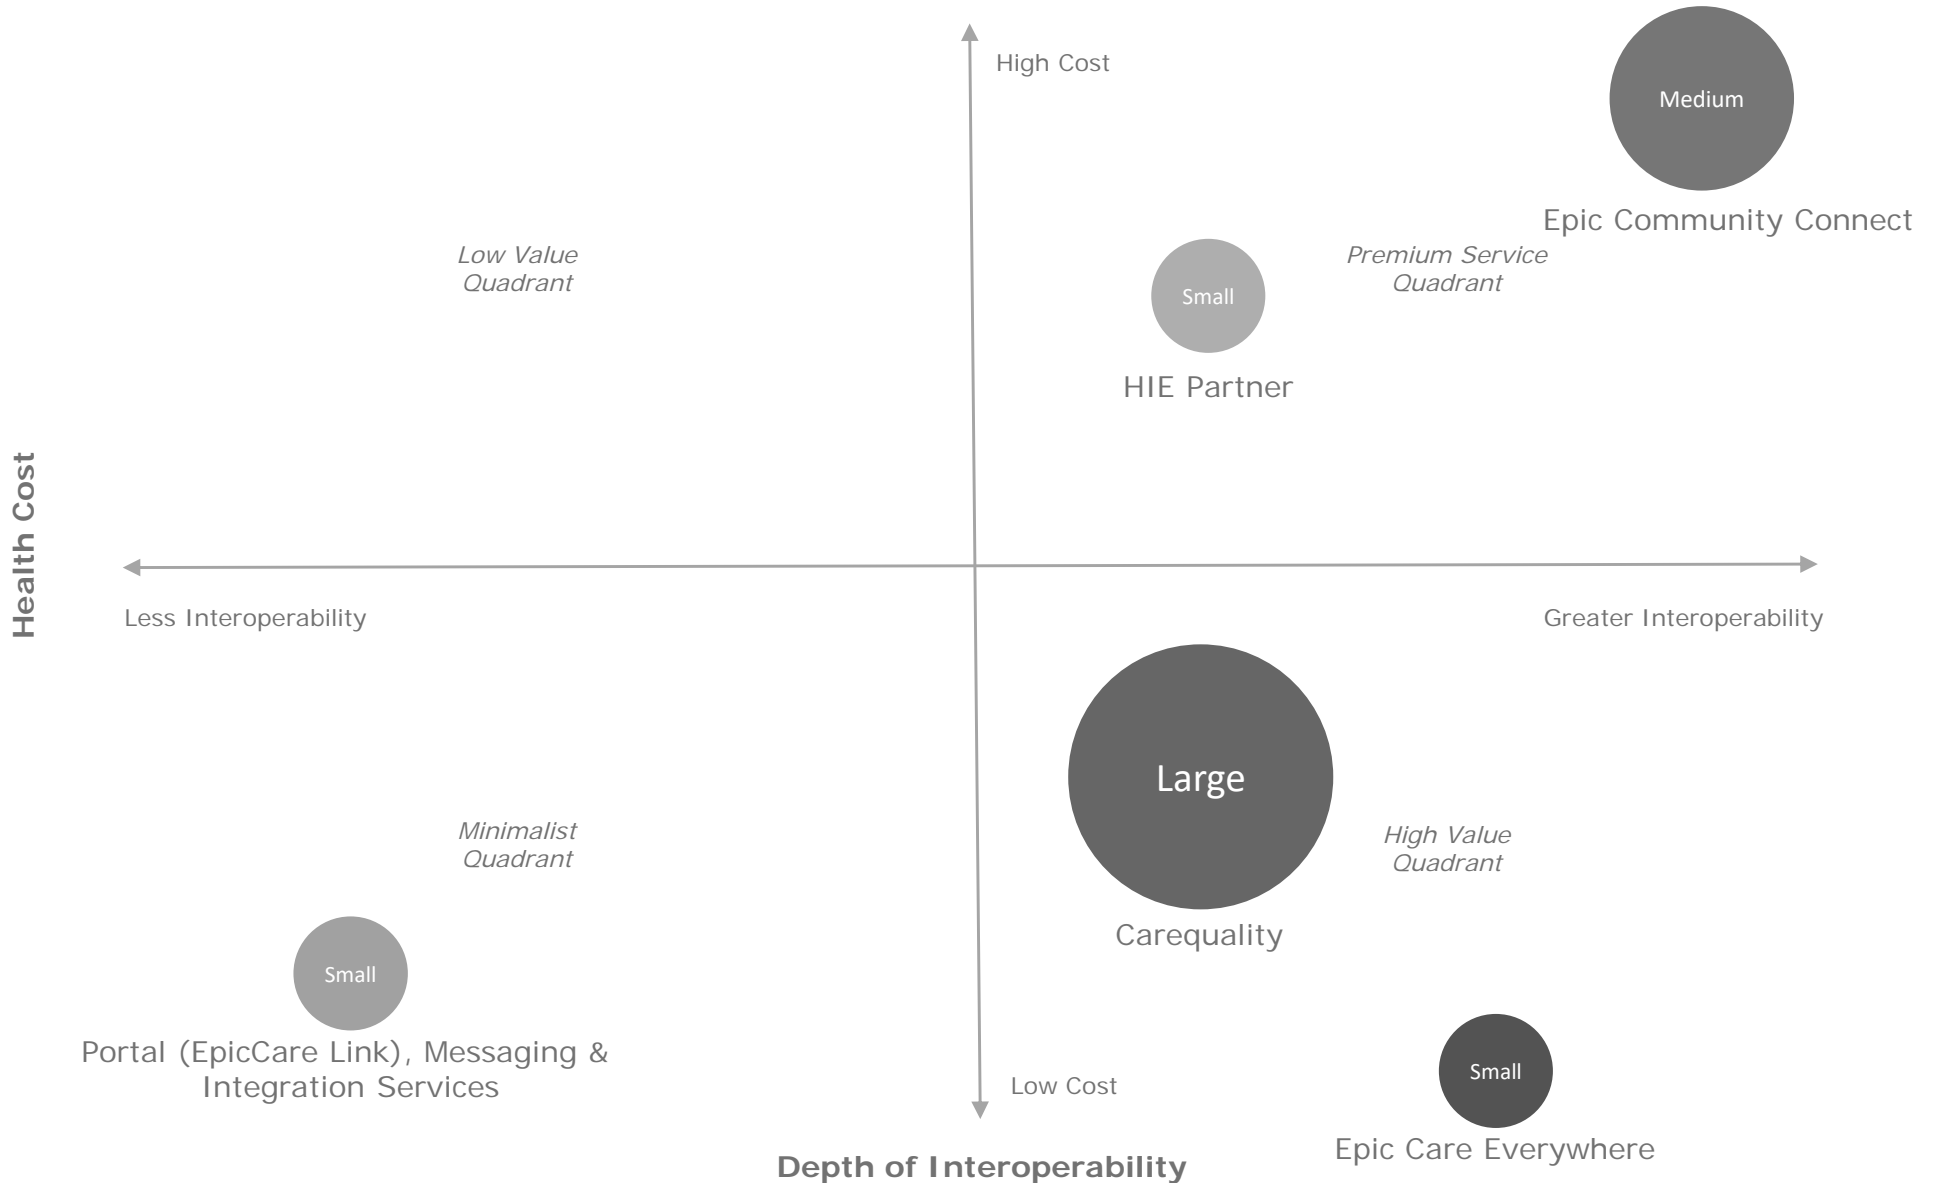 High Cost
Medium
Epic Community Connect
Low Value
Quadrant
Premium Service
Quadrant
Small
HIE Partner
Health Cost
Less Interoperability
Greater Interoperability
Large
Minimalist
Quadrant
High Value
Quadrant
Carequality
Small
Portal (EpicCare Link), Messaging &
Integration Services
Low Cost
Small
Epic Care Everywhere
Depth of Interoperability